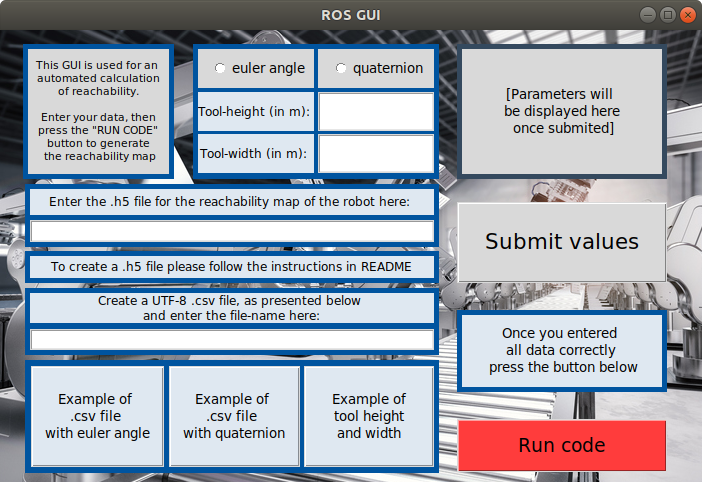 ROS GUI
This GUI is used for an
automated calculation
of reachability.
Enter your data, then
press the "RUN CODE"
button to generate
the reachability map
euler angle
quaternion
Tool-height (in m):
Tool-width (in m):
[Parameters will
be displayed here
once submited]
Enter the .h5 file for the reachability map of the robot here:
Submit values
To create a .h5 file please follow the instructions in README
Create a UTF-8 .csv file, as presented below
and enter the file-name here:
Once you entered
all data correctly
press the button below
Example of
.csv file
with euler angle
Example of
.csv file
with quaternion
Example of
tool height
and width
Run code